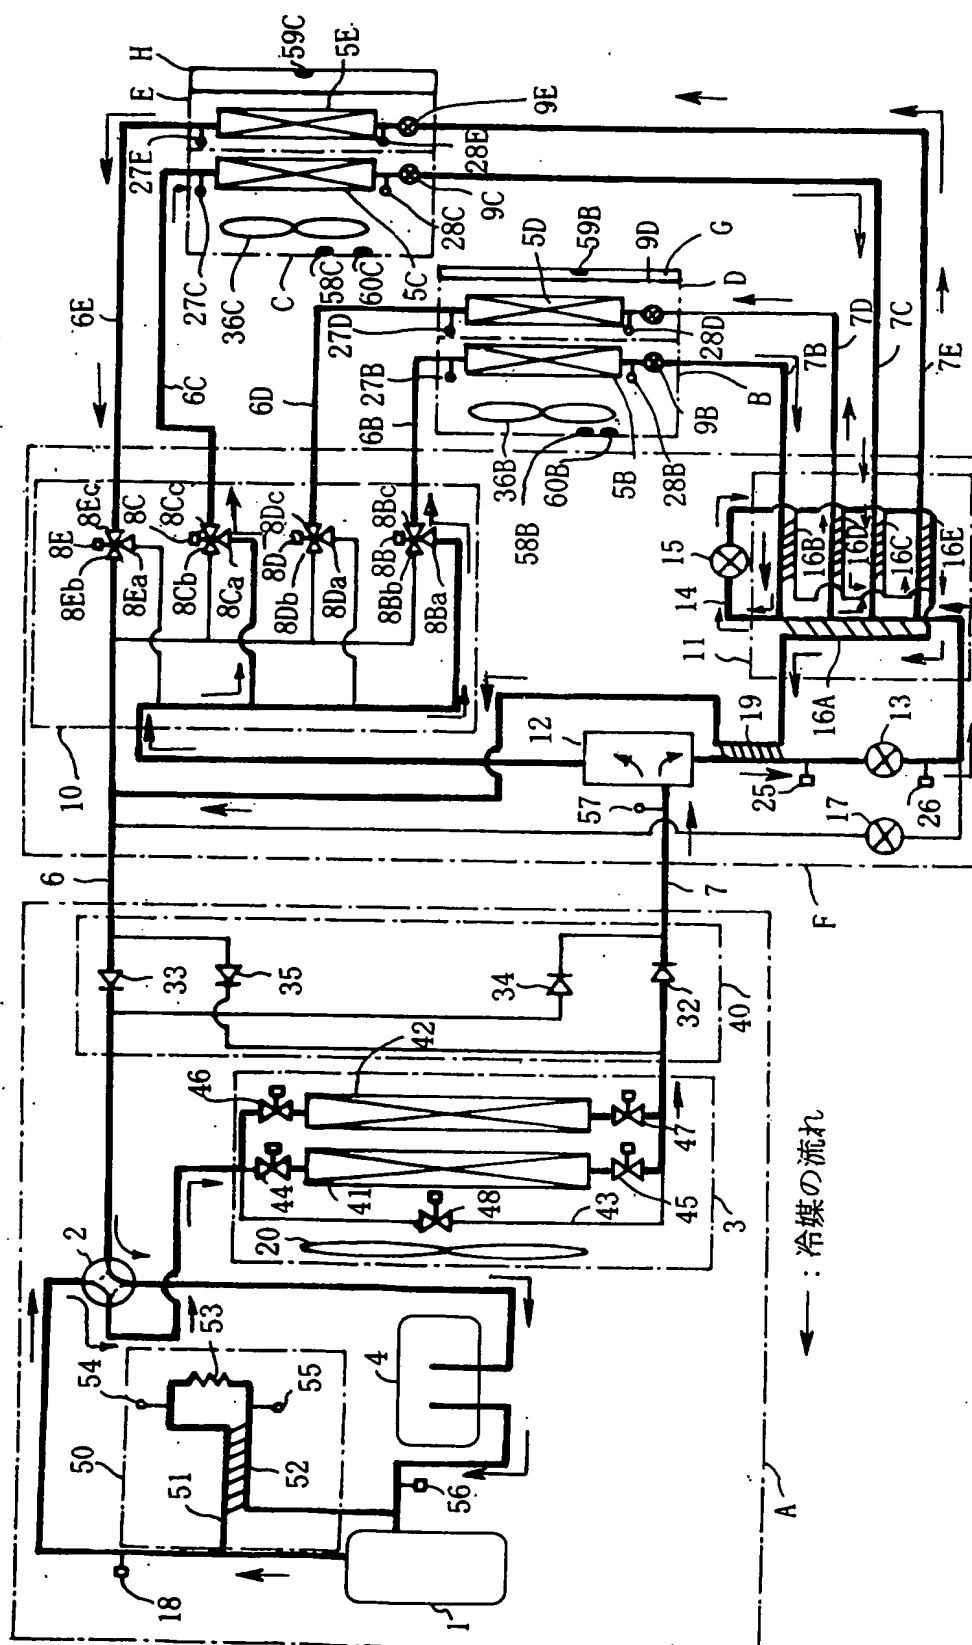 H
E
59C
5E
27E
28E
9E
27C
36C
C
58C
60C
5C
28C
9C
6E
6C
6D
6B
27D
27B
36B
60B
58B
5B
28B
9B
B
5D
59B
9D
G
D
28D
7B
7D
7C
7E
8E
8Ec
8Eb
8Ea
8C
8Cc
8Cb
8Ca
8D
8Dc
8Db
8Da
8B
8Bc
8Bb
8Ba
10
12
57
19
11
14
15
16B
16D
16C
16E
16A
25
13
26
17
6
7
F
33
35
34
32
40
42
46
44
41
47
45
48
43
20
3
2
54
53
55
50
51
52
4
56
18
1
A
:冷媒の流れ